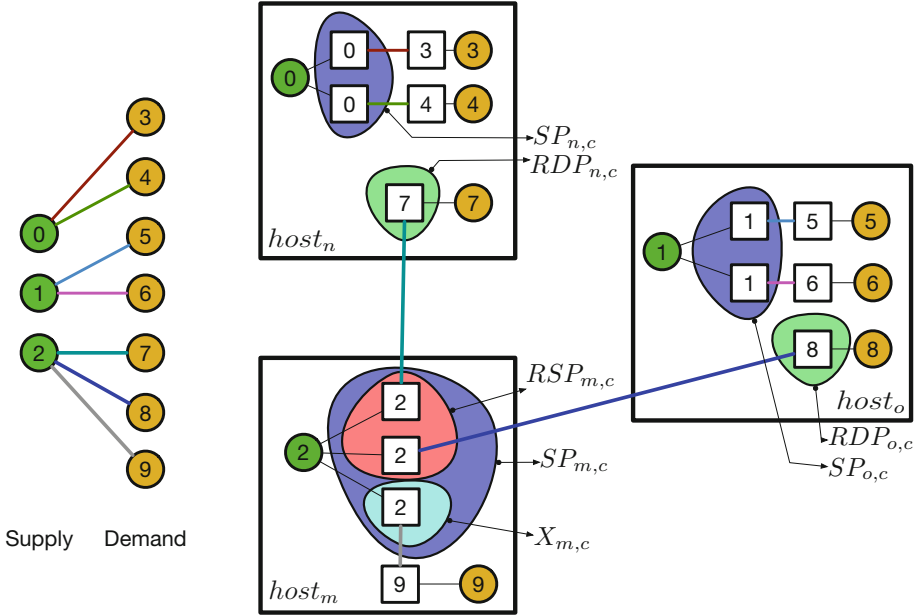 3
4
0
5
1
6
2
7
8
9
Supply Demand
0 0 3 3
0 4 4
SP_{n,c}
RDP_{n,c}
7 7
host_n
1 1 5 5
1 6 6
8 8
host_o
RDP_{o,c}
SP_{o,c}
2 2
2
2
RSP_{m,c}
SP_{m,c}
X_{m,c}
9 9
host_m